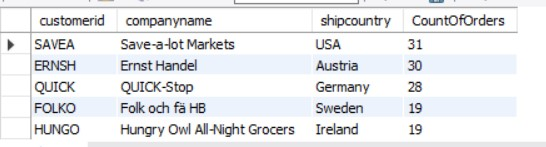 customerid companyname shipcountry CountOfOrders
SAVEA Save-a-lot Markets USA 31
ERNSH Ernst Handel Austria 30
QUICK QUICK-Stop Germany 28
FOLKO Folk och fä HB Sweden 19
HUNGO Hungry Owl All-Night Grocers Ireland 19